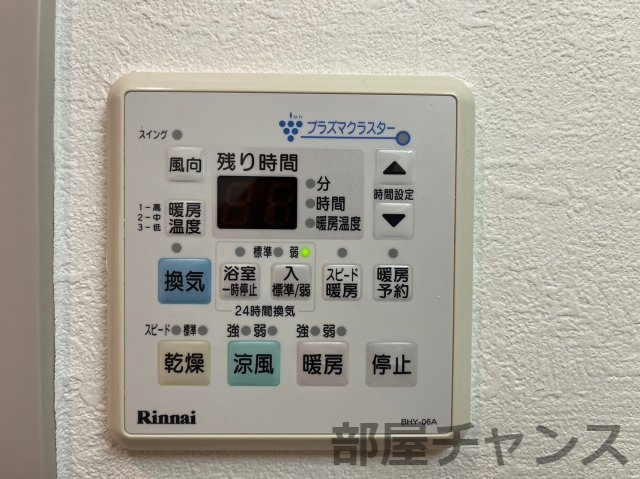 ion
プラズマクラスター
スイング
風向
残り時間
分
時間
暖房温度
時間設定
1-高
2-中
3-低
暖房
温度
標準 弱
換気
浴室
一時停止
入
標準/弱
スピード
暖房
暖房
予約
24時間換気
スピード 標準
強 弱
強 弱
乾燥
涼風
暖房
停止
Rinnai
BHY-06A
部屋チャンス